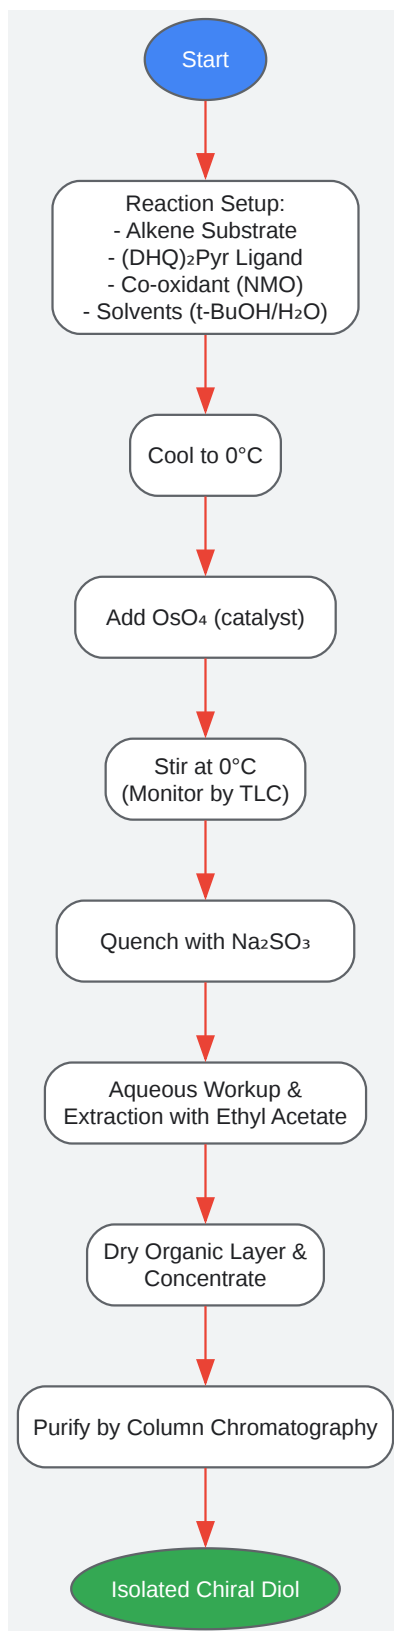 Start
Reaction Setup:
- Alkene Substrate
- (DHQ)₂Pyr Ligand
- Co-oxidant (NMO)
- Solvents (t-BuOH/H₂O)
Cool to 0°C
Add OsO₄ (catalyst)
Stir at 0°C
(Monitor by TLC)
Quench with Na₂SO₃
Aqueous Workup &
Extraction with Ethyl Acetate
Dry Organic Layer &
Concentrate
Purify by Column Chromatography
Isolated Chiral Diol